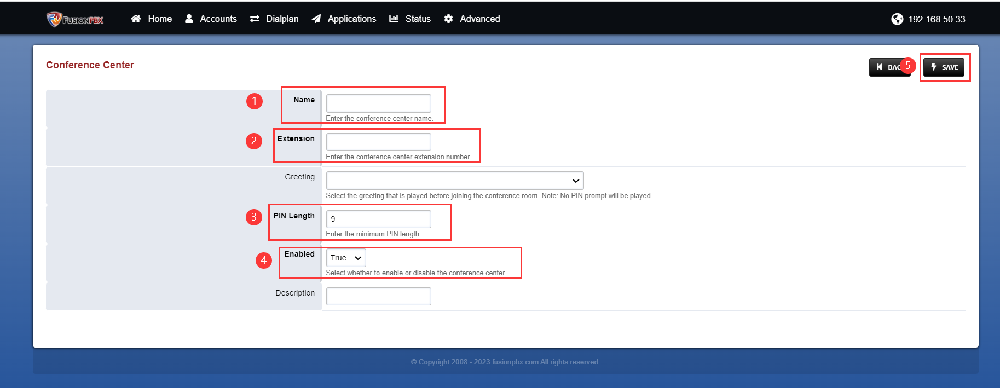 FUSIONPBX Home Accounts Dialplan Applications Status Advanced 192.168.50.33
Conference Center
BAC 5 SAVE
1 Name
Enter the conference center name.
2 Extension
Enter the conference center extension number.
Greeting
Select the greeting that is played before joining the conference room. Note: No PIN prompt will be played.
3 PIN Length 9
Enter the minimum PIN length.
4 Enabled True
Select whether to enable or disable the conference center.
Description
© Copyright 2008 - 2023 fusionpbx.com All rights reserved.